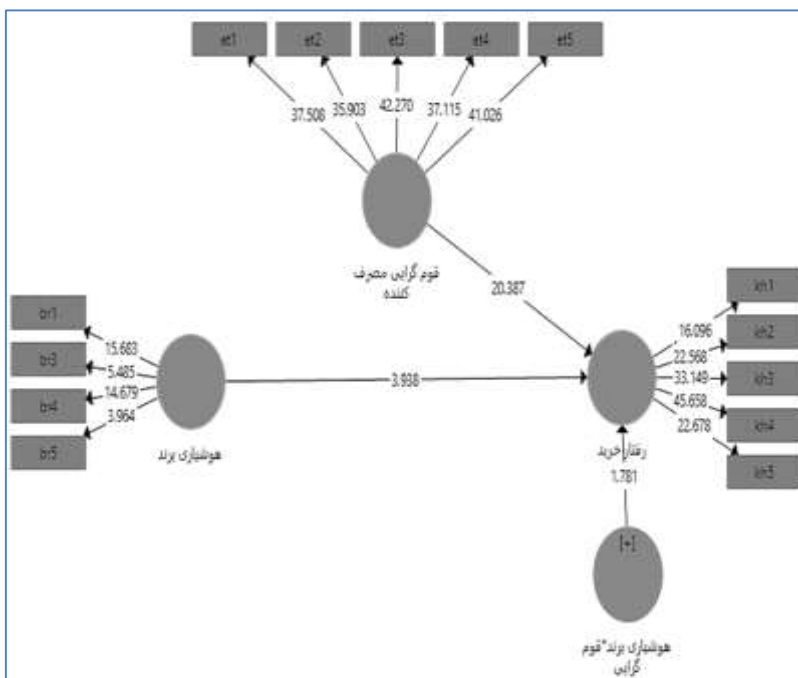 et1 et2 et3 et4 et5
37.508 35.903 42.270 37.115 41.026
قوم گرایی مصرف
کننده
20.387
br1
br3
br4
br5
15.683
5.485
14.679
3.964
هوشیاری برند
3.938
kh1
kh2
kh3
kh4
kh5
16.096
22.568
33.149
45.658
22.678
رفتار خرید
1.781
[+]
هوشیاری برند*قوم
گرایی